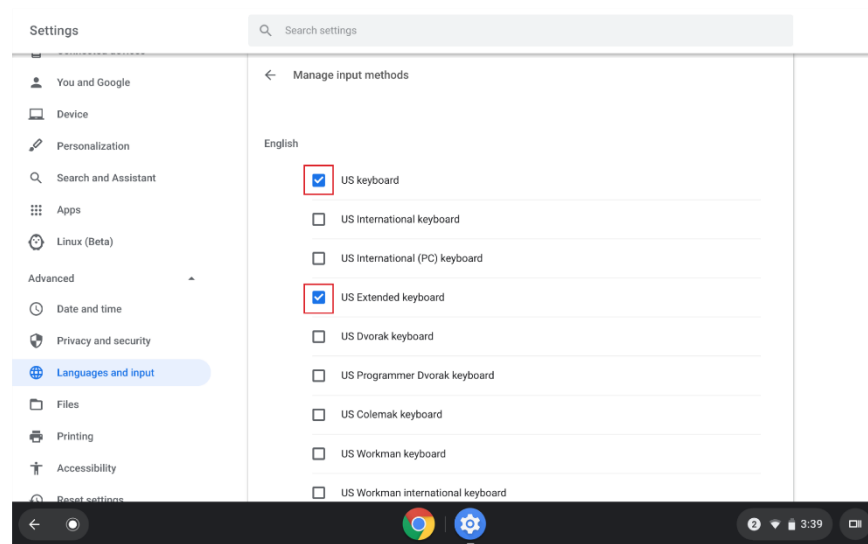 Settings
Search settings
You and Google
Device
Personalization
Search and Assistant
Apps
Linux (Beta)
Advanced
Date and time
Privacy and security
Languages and input
Files
Printing
Accessibility
Reset settings
Manage input methods
English
US keyboard
US International keyboard
US International (PC) keyboard
US Extended keyboard
US Dvorak keyboard
US Programmer Dvorak keyboard
US Colemak keyboard
US Workman keyboard
US Workman international keyboard
2
3:39